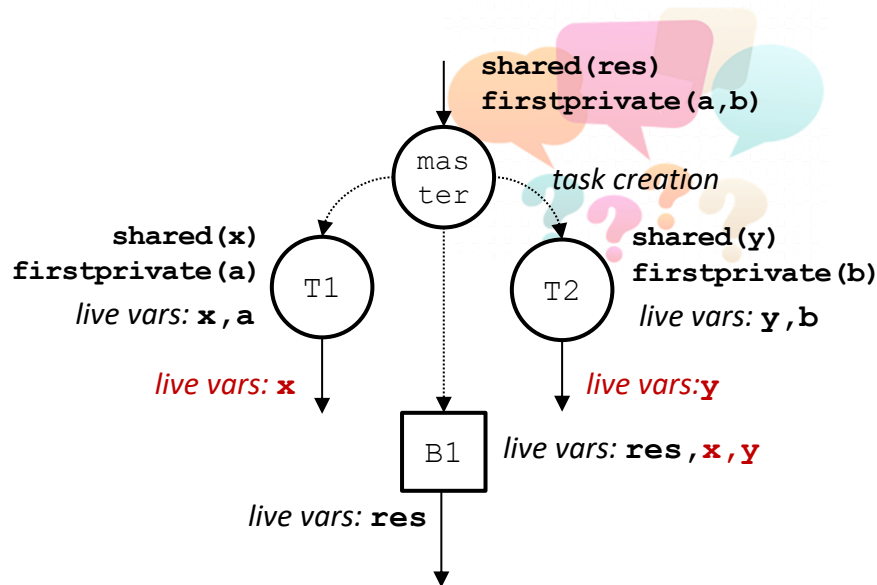 shared(res)
firstprivate(a,b)
mas
ter
task creation
shared(x)
firstprivate(a)
live vars: x,a
T1
T2
shared(y)
firstprivate(b)
live vars: y,b
live vars: x
live vars:y
B1
live vars: res,x,y
live vars: res